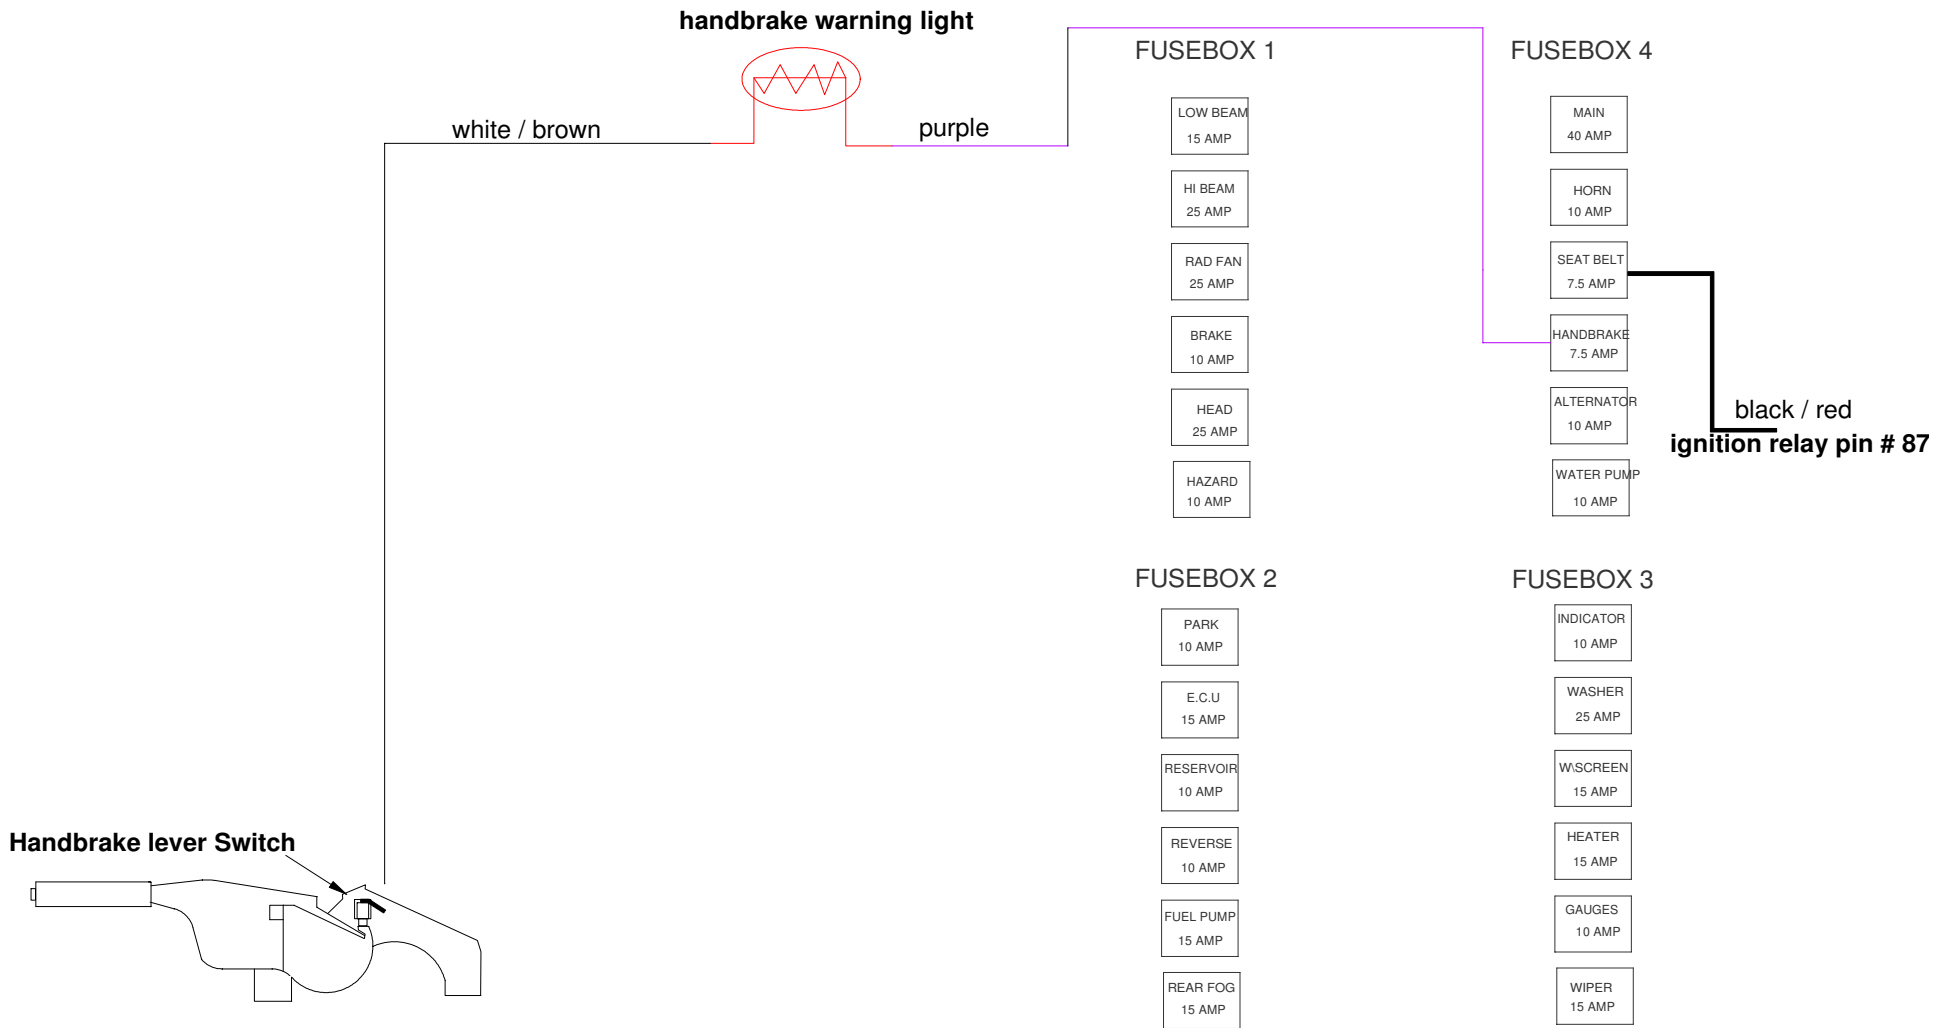 handbrake warning light
white / brown
purple
FUSEBOX 1
LOW BEAM
15 AMP
HI BEAM
25 AMP
RAD FAN
25 AMP
BRAKE
10 AMP
HEAD
25 AMP
HAZARD
10 AMP
FUSEBOX 4
MAIN
40 AMP
HORN
10 AMP
SEAT BELT
7.5 AMP
HANDBRAKE
7.5 AMP
ALTERNATOR
10 AMP
WATER PUMP
10 AMP
black / red
ignition relay pin # 87
FUSEBOX 2
PARK
10 AMP
E.C.U
15 AMP
RESERVOIR
10 AMP
REVERSE
10 AMP
FUEL PUMP
15 AMP
REAR FOG
15 AMP
FUSEBOX 3
INDICATOR
10 AMP
WASHER
25 AMP
W\SCREEN
15 AMP
HEATER
15 AMP
GAUGES
10 AMP
WIPER
15 AMP
Handbrake lever Switch